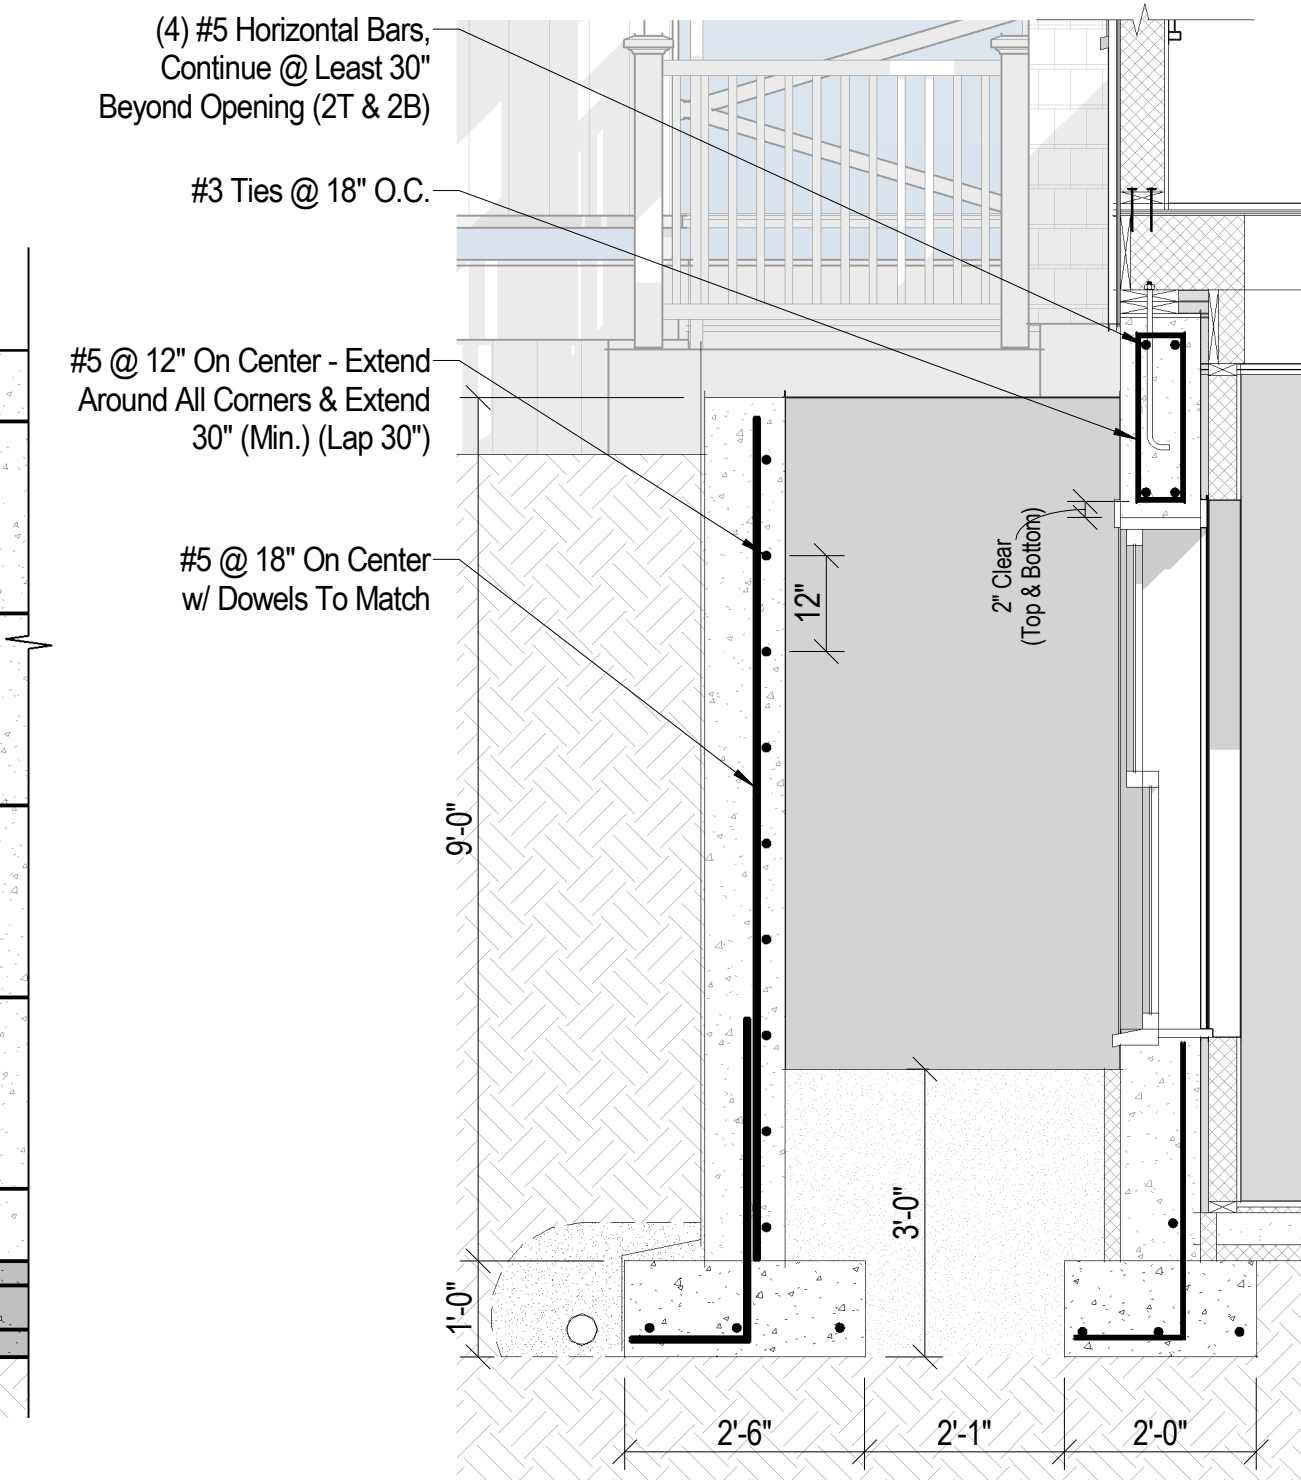 (4) #5 Horizontal Bars,
Continue @ Least 30"
Beyond Opening (2T & 2B)
#3 Ties @ 18" O.C.
#5 @ 12" On Center - Extend
Around All Corners & Extend
30" (Min.) (Lap 30")
#5 @ 18" On Center
w/ Dowels To Match
2" Clear
(Top & Bottom)
12"
9'-0"
3'-0"
1'-0"
2'-6"
2'-1"
2'-0"